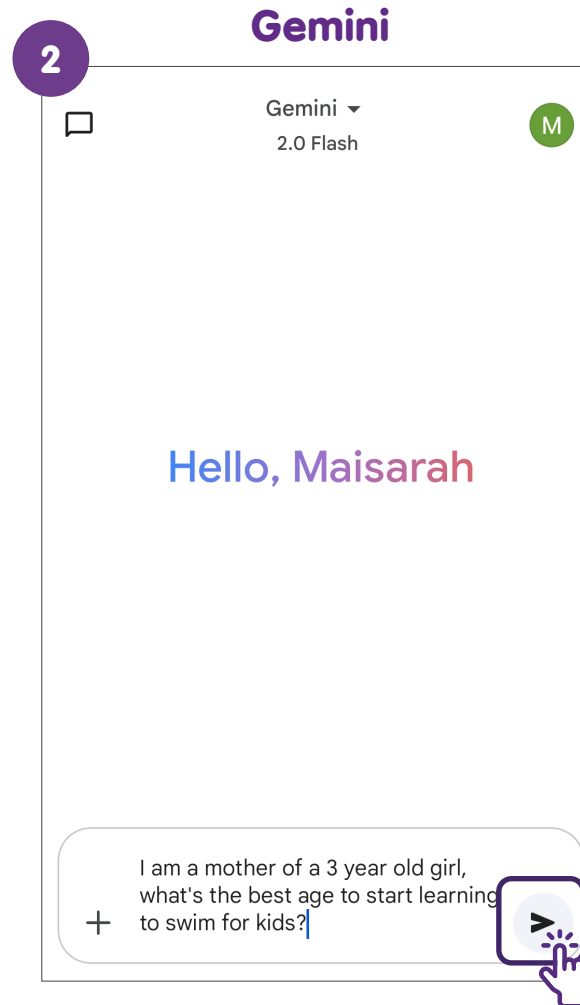 Gemini
2
Gemini
2.0 Flash
M
Hello, Maisarah
I am a mother of a 3 year old girl,
what's the best age to start learning
to swim for kids?